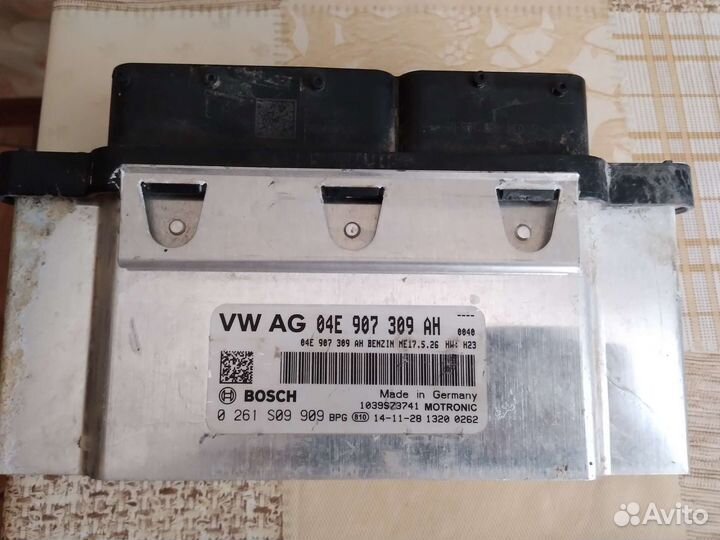 VW AG 04E 907 309 AH ----
0040
04E 907 309 AH BENZIN ME17.5.26 HW: H23
BOSCH
Made in Germany
1039SZ3741 MOTRONIC
0 261 S09 909 BPG 810 14-11-28 1320 0262
Avito